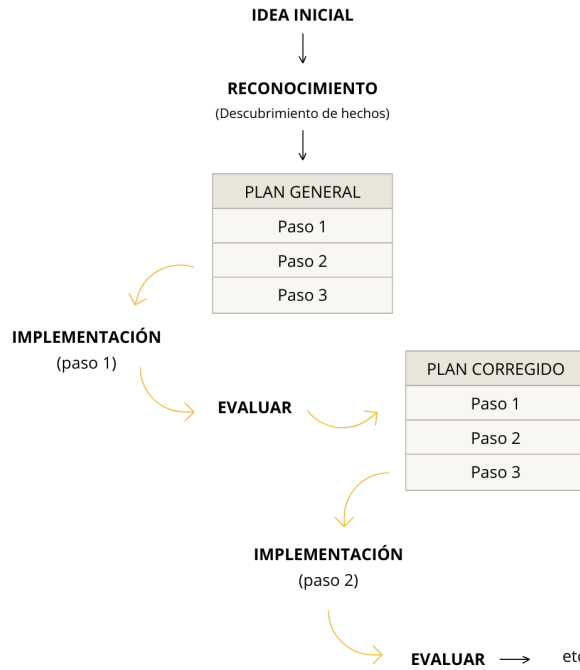 IDEA INICIAL
RECONOCIMIENTO
(Descubrimiento de hechos)
PLAN GENERAL
Paso 1
Paso 2
Paso 3
IMPLEMENTACIÓN
(paso 1)
EVALUAR
PLAN CORREGIDO
Paso 1
Paso 2
Paso 3
IMPLEMENTACIÓN
(paso 2)
EVALUAR
etc